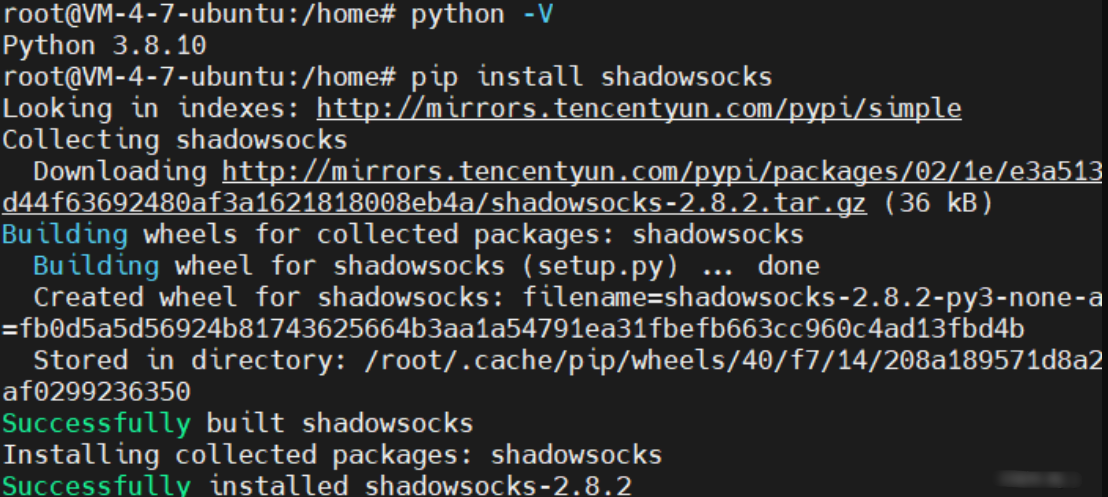 root@VM-4-7-ubuntu:/home# python -V
Python 3.8.10
root@VM-4-7-ubuntu:/home# pip install shadowsocks
Looking in indexes: http://mirrors.tencentyun.com/pypi/simple
Collecting shadowsocks
  Downloading http://mirrors.tencentyun.com/pypi/packages/02/1e/e3a513
d44f63692480af3a1621818008eb4a/shadowsocks-2.8.2.tar.gz (36 kB)
Building wheels for collected packages: shadowsocks
  Building wheel for shadowsocks (setup.py) ... done
  Created wheel for shadowsocks: filename=shadowsocks-2.8.2-py3-none-a
=fb0d5a5d56924b81743625664b3aa1a54791ea31fbefb663cc960c4ad13fbd4b
  Stored in directory: /root/.cache/pip/wheels/40/f7/14/208a189571d8a2
af0299236350
Successfully built shadowsocks
Installing collected packages: shadowsocks
Successfully installed shadowsocks-2.8.2